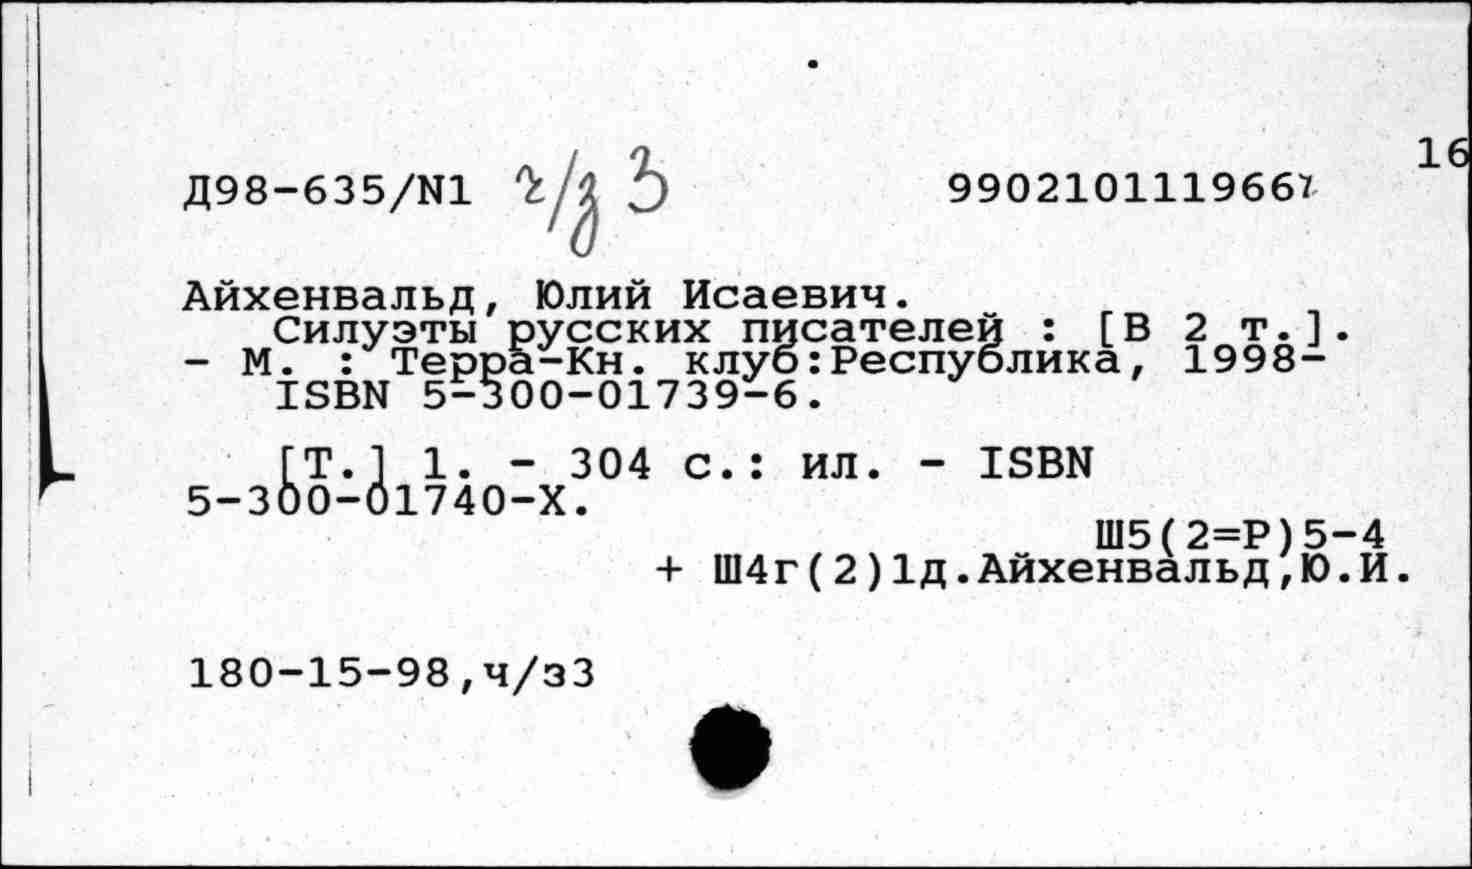 16
Д98-635/N1 ч/з 3 9902101119667
Айхенвальд, Юлий Исаевич.
Силуэты русских писателей : [В 2 т.].
- М. : Терра-Кн. клуб:Республика, 1998-
ISBN 5-300-01739-6.
[Т.] 1. - 304 с.: ил. - ISBN
5-300-01740-X.
Ш5(2=Р)5-4
+ Ш4г(2)1д.Айхенвальд,Ю.И.
180-15-98,ч/з3